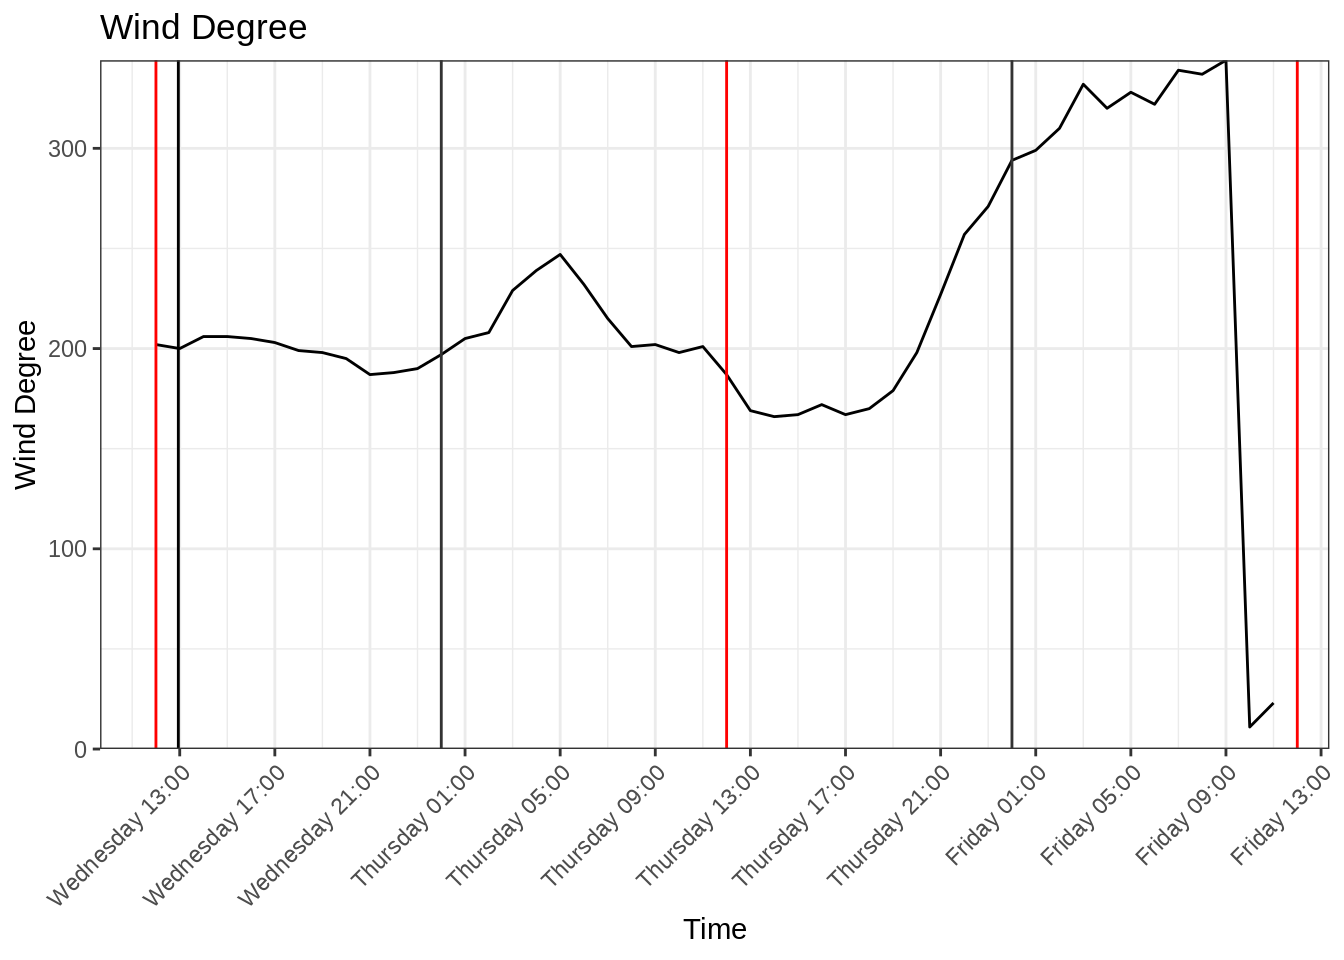 Wind Degree
Wind Degree
300
200
100
0
Wednesday 13:00
Wednesday 17:00
Wednesday 21:00
Thursday 01:00
Thursday 05:00
Thursday 09:00
Thursday 13:00
Thursday 17:00
Thursday 21:00
Friday 01:00
Friday 05:00
Friday 09:00
Friday 13:00
Time